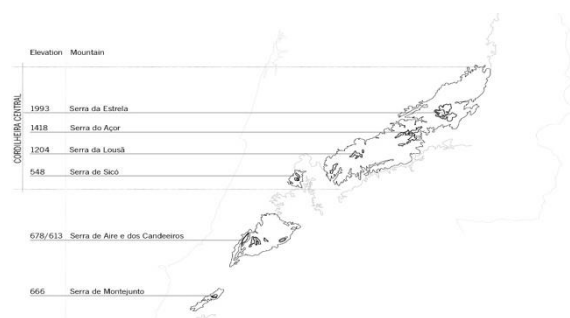 Elevation Mountain
CORDILHEIRA CENTRAL
1993 Serra da Estrela
1418 Serra do Açor
1204 Serra da Lousã
548 Serra de Sicó
678/613 Serra de Aire e dos Candeeiros
666 Serra de Montejunto